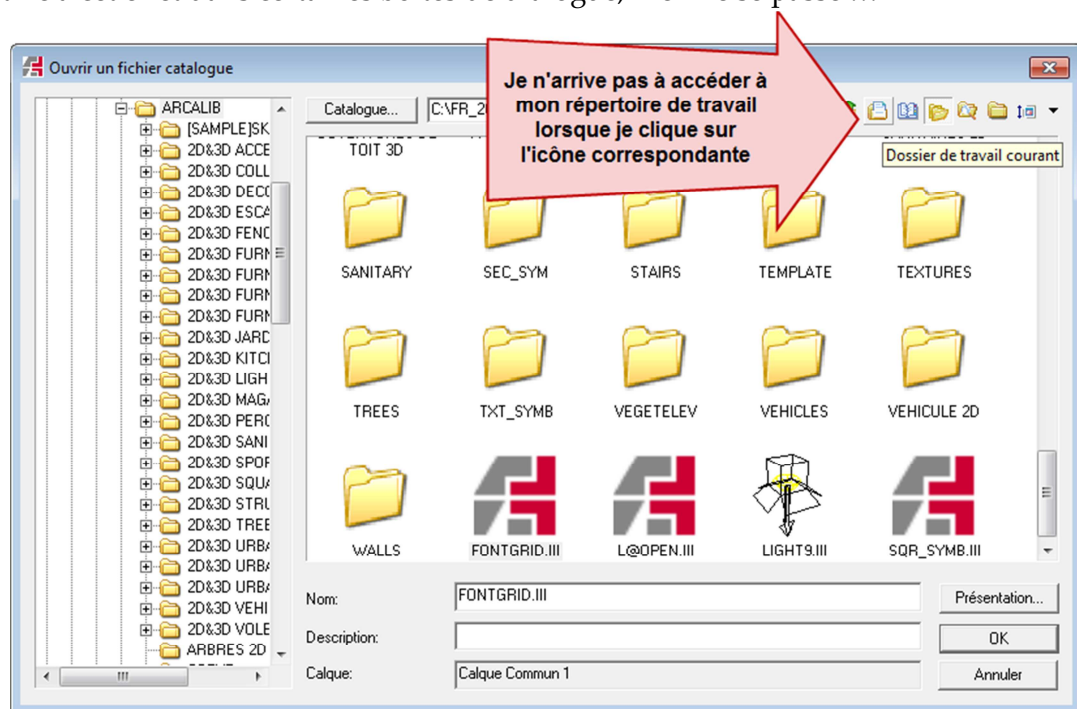 Ouvrir un fichier catalogue
Je n'arrive pas à accéder à
mon répertoire de travail
lorsque je clique sur
l'icône correspondante
ARCALIB
[SAMPLE]SK
2D&3D ACCE
2D&3D COLL
2D&3D DECC
2D&3D ESCA
2D&3D FENC
2D&3D FURN
2D&3D FURN
2D&3D FURN
2D&3D FURN
2D&3D JARD
2D&3D KITCI
2D&3D LIGH
2D&3D MAG
2D&3D PERC
2D&3D SANI
2D&3D SPOF
2D&3D SQU
2D&3D STRU
2D&3D TREE
2D&3D URB
2D&3D URB
2D&3D URB
2D&3D VEHI
2D&3D VOLE
ARBRES 2D
Catalogue...
C:\FR_2
Dossier de travail courant
TOIT 3D
SANITARY
SEC_SYM
STAIRS
TEMPLATE
TEXTURES
TREES
TXT_SYMB
VEGETELEV
VEHICLES
VEHICULE 2D
WALLS
FONTGRID.III
L@OPEN.III
LIGHT9.III
SQR_SYMB.III
Nom:
FONTGRID.III
Présentation...
Description:
OK
Calque:
Calque Commun 1
Annuler